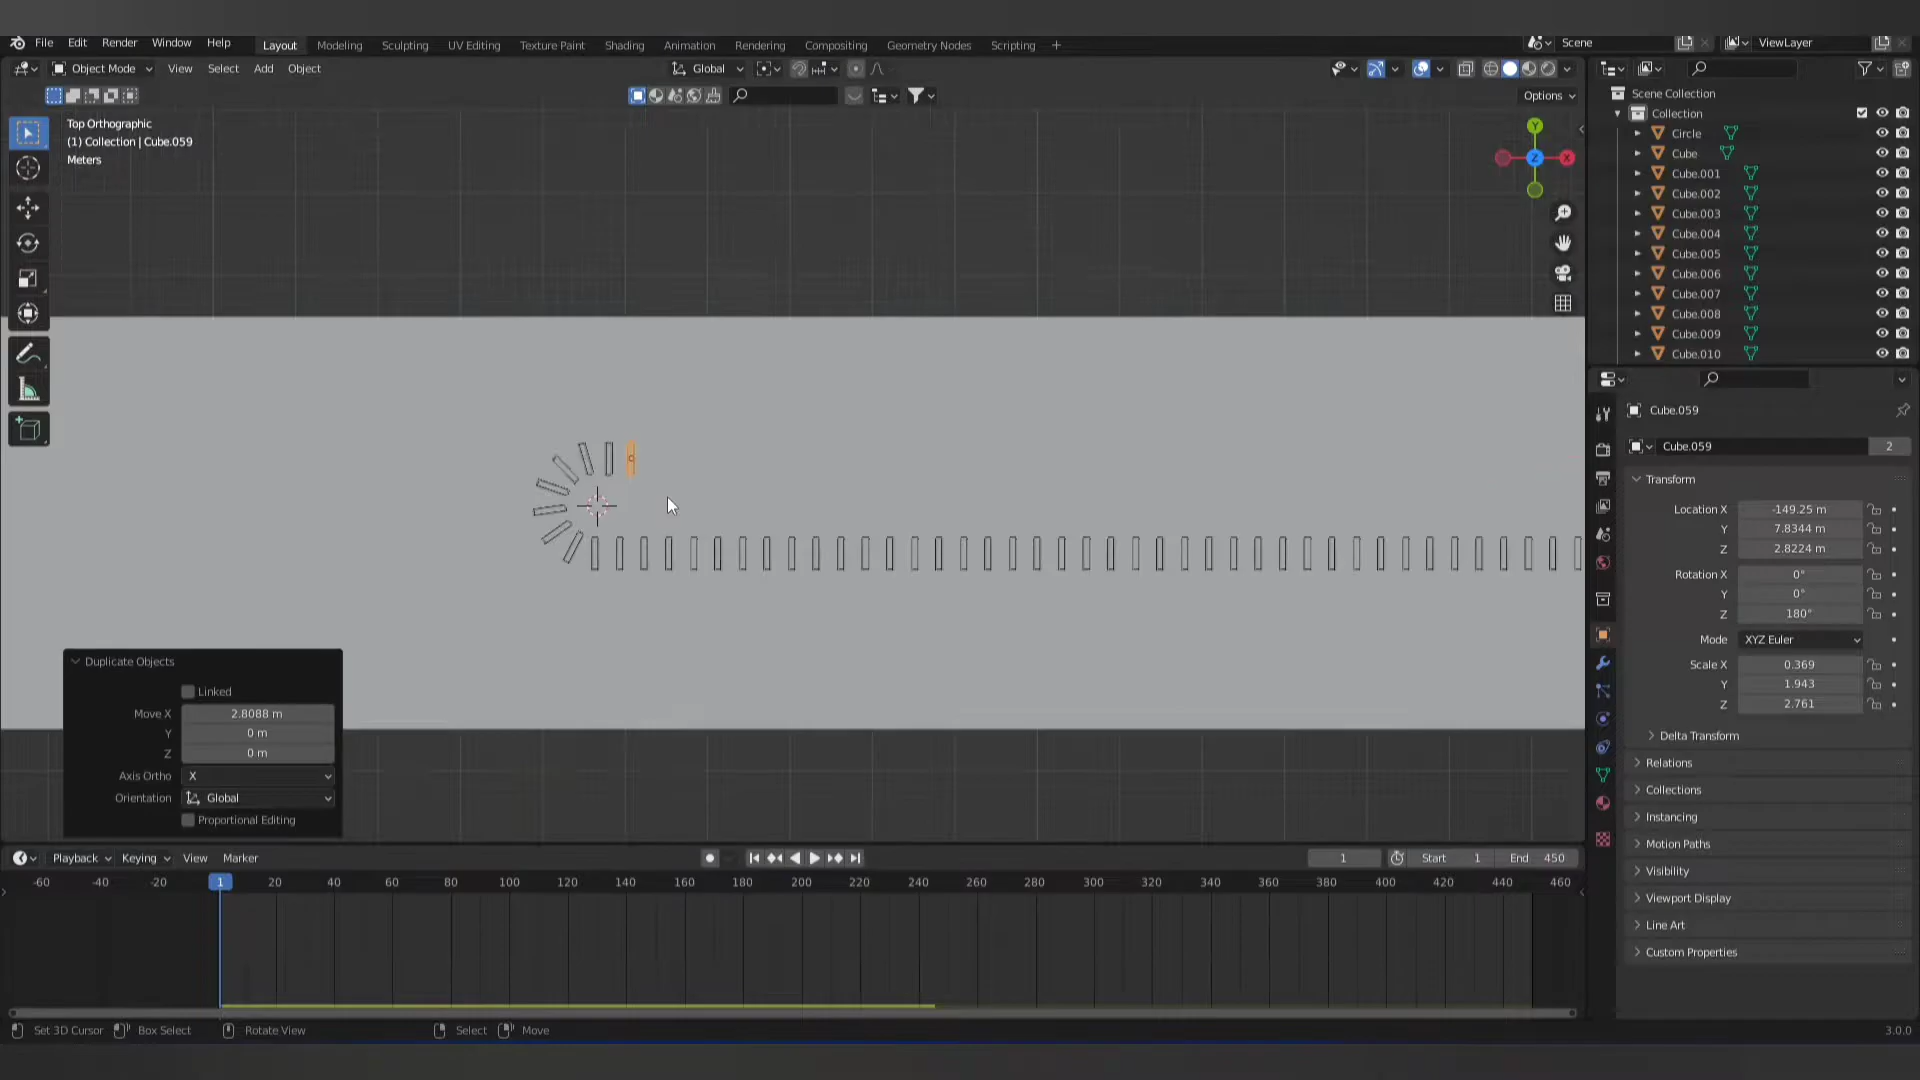 File Edit Render Window Help
Layout Modeling Sculpting UV Editing Texture Paint Shading Animation Rendering Compositing Geometry Nodes Scripting +
Scene
ViewLayer
Object Mode View Select Add Object
Global
Options
Top Orthographic
(1) Collection | Cube.059
Meters
Y
Z
X
Scene Collection
Collection
Circle
Cube
Cube.001
Cube.002
Cube.003
Cube.004
Cube.005
Cube.006
Cube.007
Cube.008
Cube.009
Cube.010
Cube.059
Cube.059 2
Transform
Location X -149.25 m
Y 7.8344 m
Z 2.8224 m
Rotation X 0°
Y 0°
Z 180°
Mode XYZ Euler
Scale X 0.369
Y 1.943
Z 2.761
Delta Transform
Relations
Collections
Instancing
Motion Paths
Visibility
Viewport Display
Line Art
Custom Properties
Duplicate Objects
Linked
Move X 2.8088 m
Y 0 m
Z 0 m
Axis Ortho X
Orientation Global
Proportional Editing
Playback Keying View Marker
1 Start 1 End 450
-60 -40 -20 1 20 40 60 80 100 120 140 160 180 200 220 240 260 280 300 320 340 360 380 400 420 440 460
Set 3D Cursor Box Select Rotate View Select Move
3.0.0